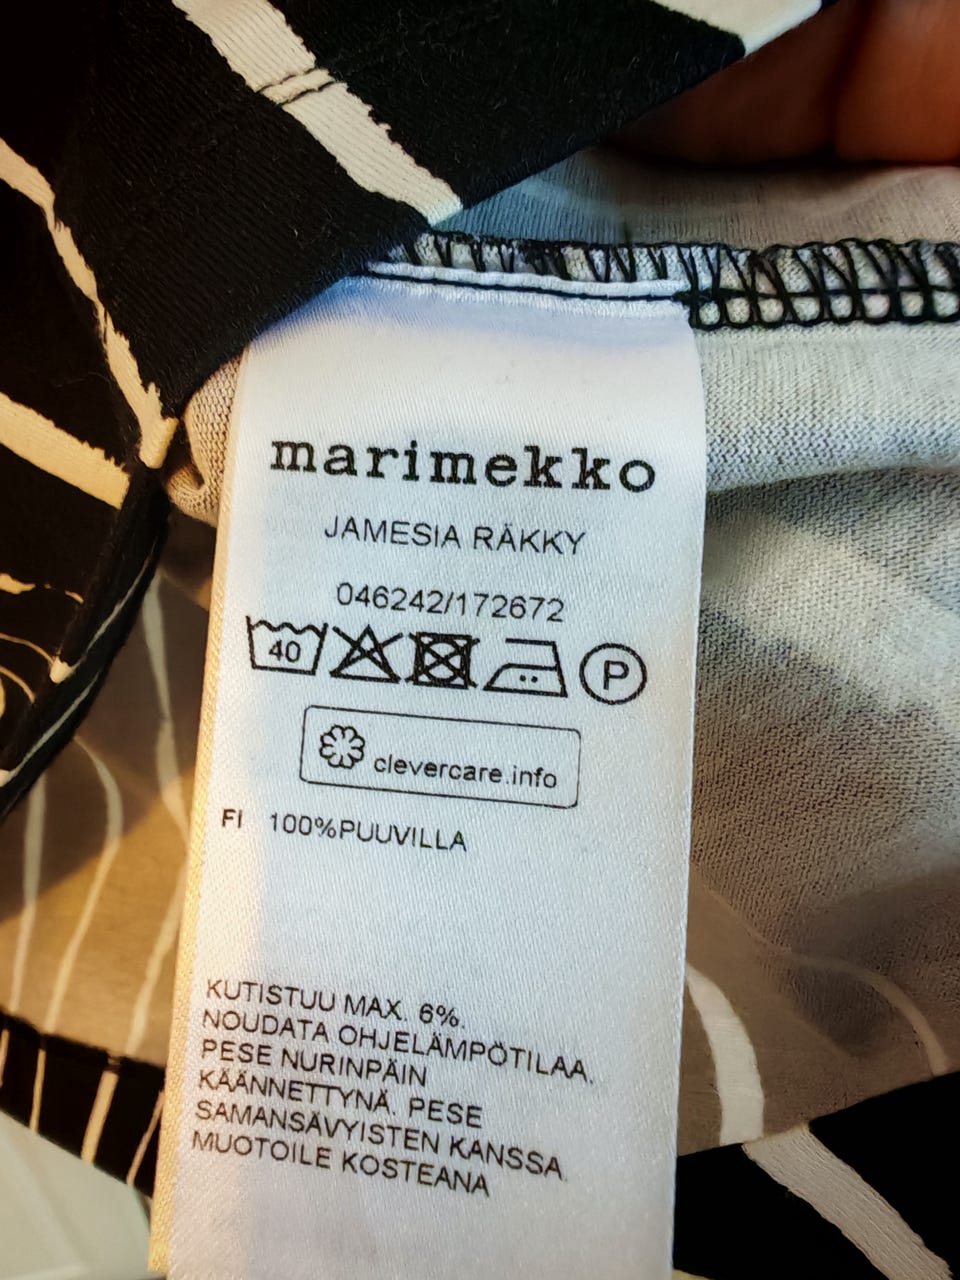 marimekko
JAMESIA RÄKKY
046242/172672
40 P
clevercare.info
FI 100%PUUVILLA
KUTISTUU MAX. 6%.
NOUDATA OHJELÄMPÖTILAA.
PESE NURINPÄIN
KÄÄNNETTYNÄ. PESE
SAMANSÄVYISTEN KANSSA
MUOTOILE KOSTEANA